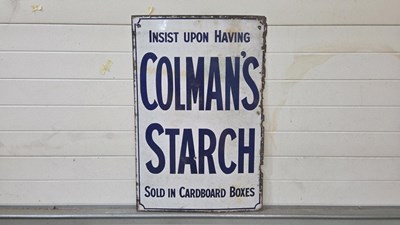 INSIST UPON HAVING
COLMAN'S
STARCH
SOLD IN CARDBOARD BOXES